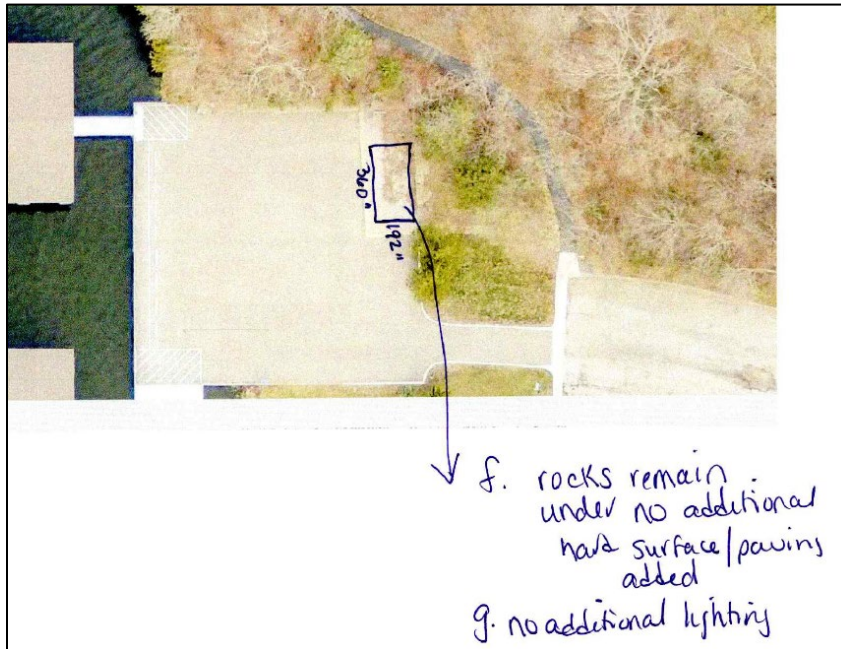 360"
192"
f. rocks remain
under no additional
hard surface/paving
added
g. no additional lighting